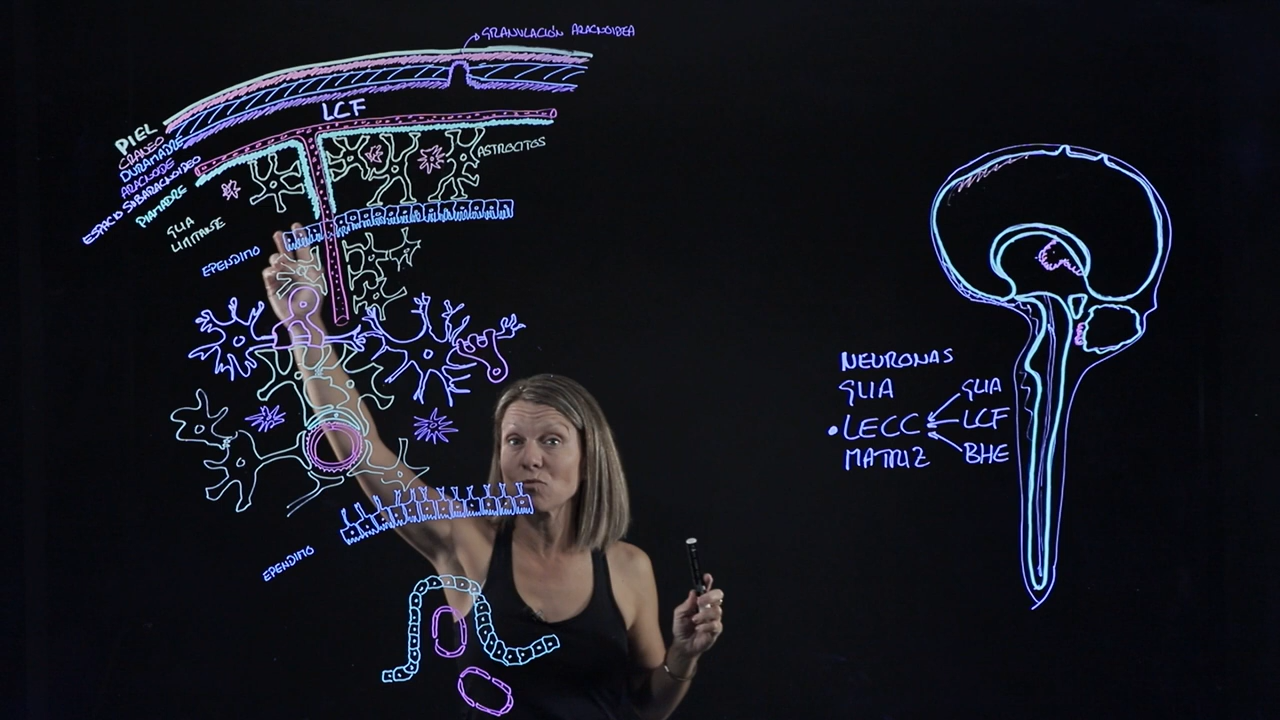 GRANULACIÓN ARACNOIDEA
LCF
PIEL
CRANEO
DURAMADRE
ARACNOIDE
ESPACIO SUBARACNOIDEO
PIAMADRE
GLIA
LIMITANTE
ASTROCITOS
EPENDIMO
EPENDIMO
NEURONAS
GLIA
• LECC
MATRIZ
GLIA
LCF
BHE